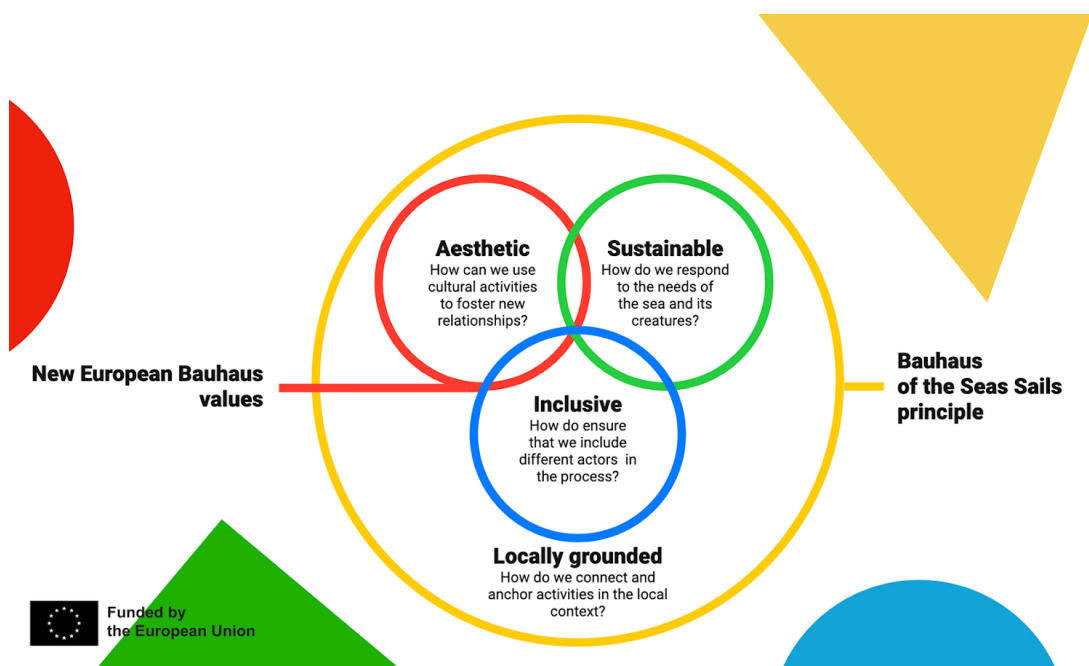 Aesthetic
How can we use
cultural activities
to foster new
relationships?
Sustainable
How do we respond
to the needs of
the sea and its
creatures?
New European Bauhaus
values
Bauhaus
of the Seas Sails
principle
Inclusive
How do ensure
that we include
different actors in
the process?
Locally grounded
How do we connect and
anchor activities in the local
context?
Funded by
the European Union